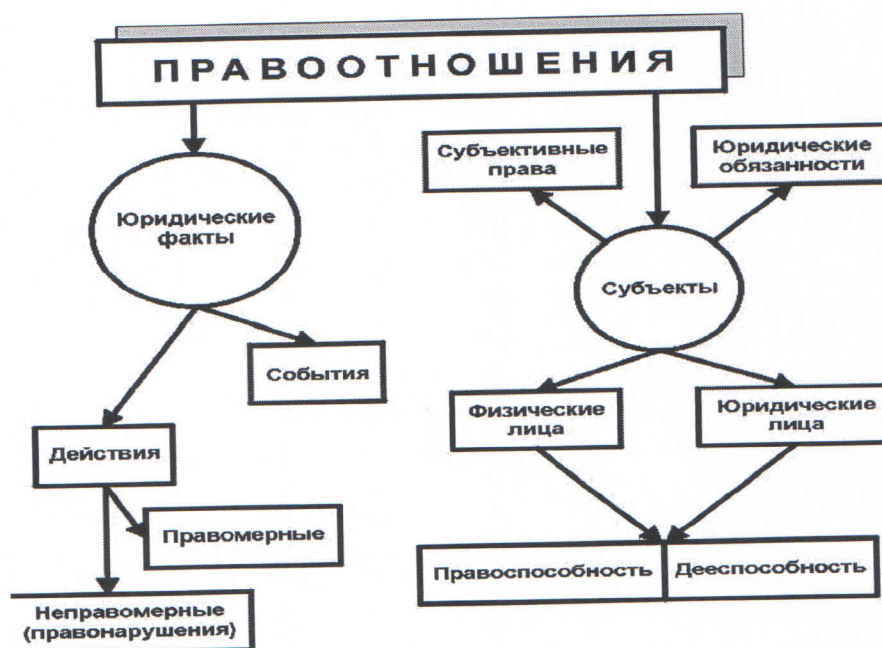 ПРАВООТНОШЕНИЯ
Субъективные
права
Юридические
обязанности
Юридические
факты
Субъекты
События
Физические
лица
Юридические
лица
Действия
Правомерные
Правоспособность
Дееспособность
Неправомерные
(правонарушения)